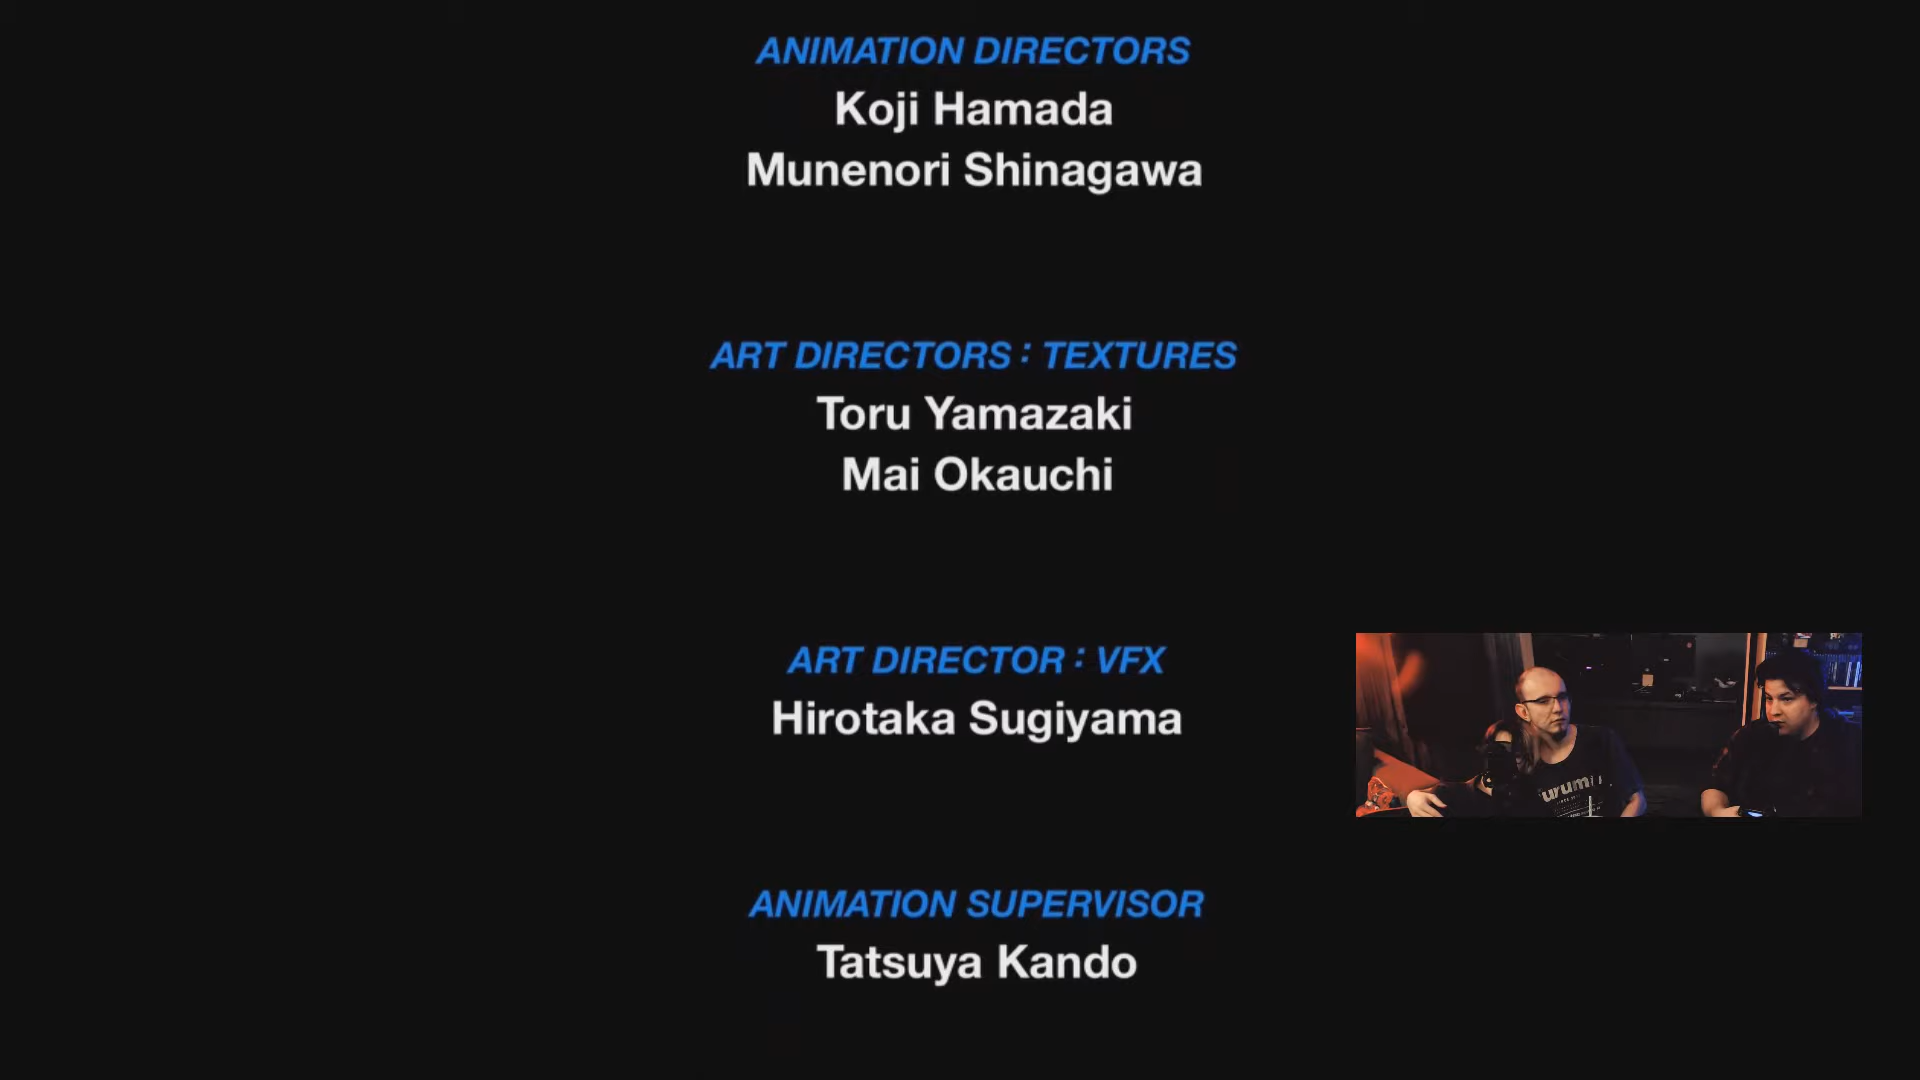 ANIMATION DIRECTORS
Koji Hamada
Munenori Shinagawa
ART DIRECTORS : TEXTURES
Toru Yamazaki
Mai Okauchi
ART DIRECTOR : VFX
Hirotaka Sugiyama
ANIMATION SUPERVISOR
Tatsuya Kando